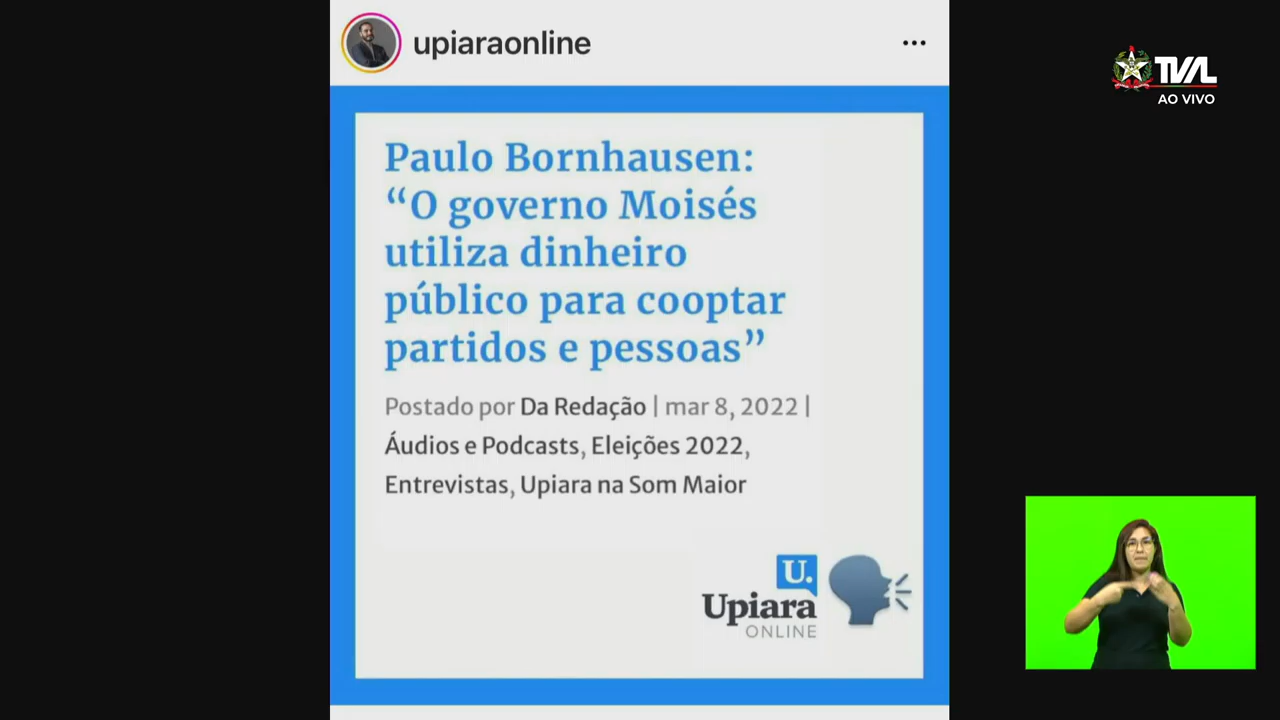 upiaraonline
TVAL
AO VIVO
Paulo Bornhausen:
“O governo Moisés
utiliza dinheiro
público para cooptar
partidos e pessoas”
Postado por Da Redação | mar 8, 2022 |
Áudios e Podcasts, Eleições 2022,
Entrevistas, Upiara na Som Maior
U.
Upiara
ONLINE